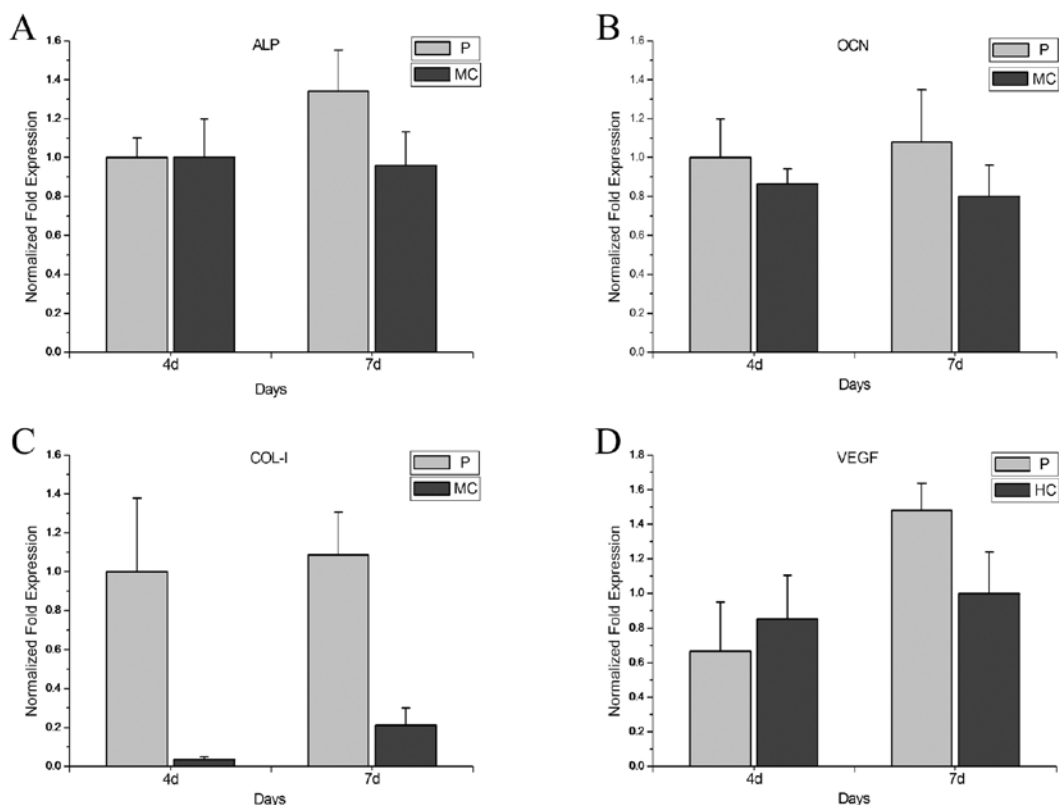 A
ALP
P
MC
Normalized Fold Expression
1.6
1.4
1.2
1.0
0.8
0.6
0.4
0.2
0.0
4d
7d
Days
B
OCN
P
MC
Normalized Fold Expression
1.6
1.4
1.2
1.0
0.8
0.6
0.4
0.2
0.0
4d
7d
Days
C
COL-I
P
MC
Normalized Fold Expression
1.6
1.4
1.2
1.0
0.8
0.6
0.4
0.2
0.0
4d
7d
Days
D
VEGF
P
HC
Normalized Fold Expression
1.8
1.6
1.4
1.2
1.0
0.8
0.6
0.4
0.2
0.0
4d
7d
Days